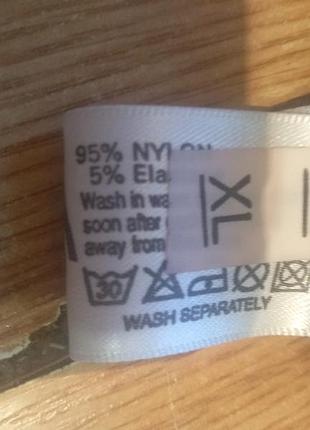 95% NYLON
5% Ela
Wash in wa
soon after
away from
XL
30
WASH SEPARATELY